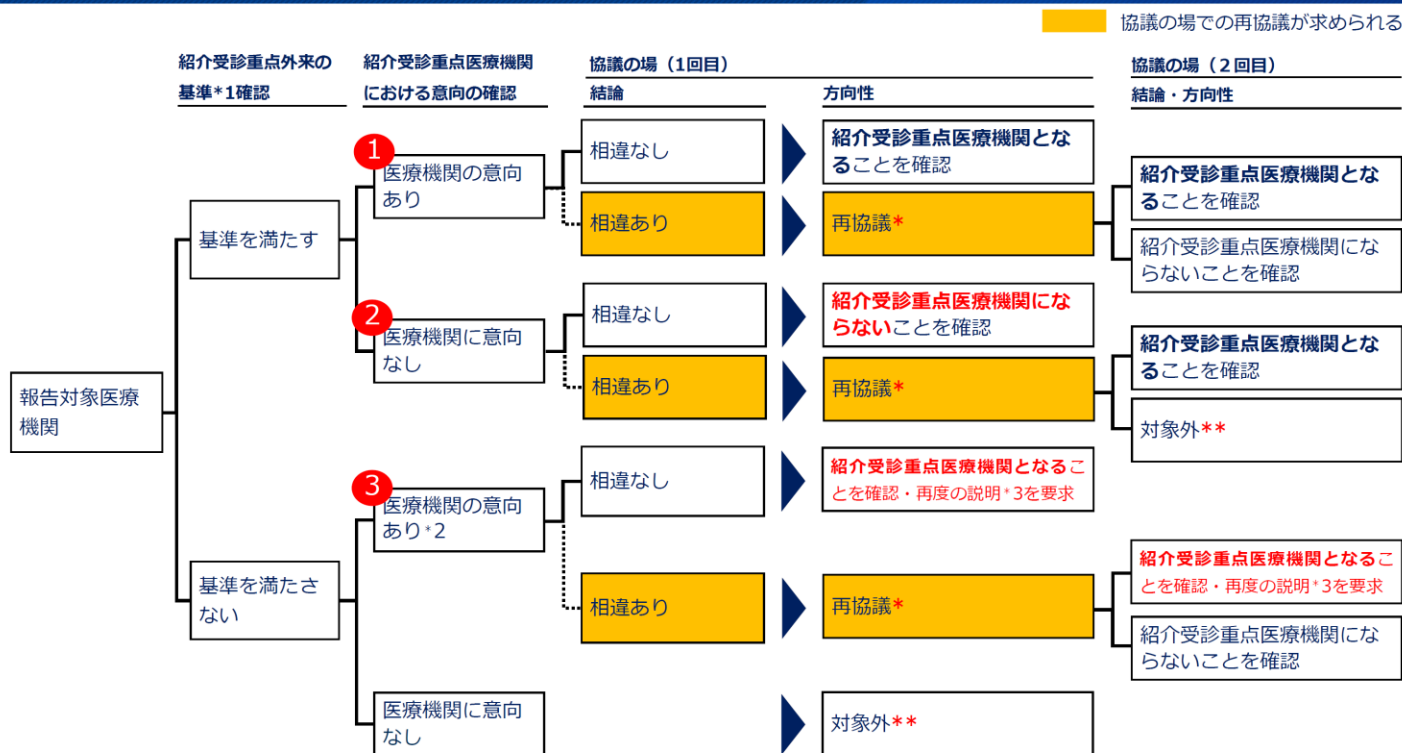 協議の場での再協議が求められる
紹介受診重点外来の
基準*1確認
紹介受診重点医療機関
における意向の確認
協議の場（1回目）
結論
方向性
協議の場（２回目）
結論・方向性
報告対象医療
機関
基準を満たす
1
医療機関の意向
あり
相違なし
紹介受診重点医療機関とな
ることを確認
相違あり
再協議*
紹介受診重点医療機関とな
ることを確認
紹介受診重点医療機関にな
らないことを確認
2
医療機関に意向
なし
相違なし
紹介受診重点医療機関にな
らないことを確認
相違あり
再協議*
紹介受診重点医療機関とな
ることを確認
対象外**
基準を満たさ
ない
3
医療機関の意向
あり*2
相違なし
紹介受診重点医療機関となるこ
とを確認・再度の説明*3を要求
相違あり
再協議*
紹介受診重点医療機関となるこ
とを確認・再度の説明*3を要求
紹介受診重点医療機関にな
らないことを確認
医療機関に意向
なし
対象外**